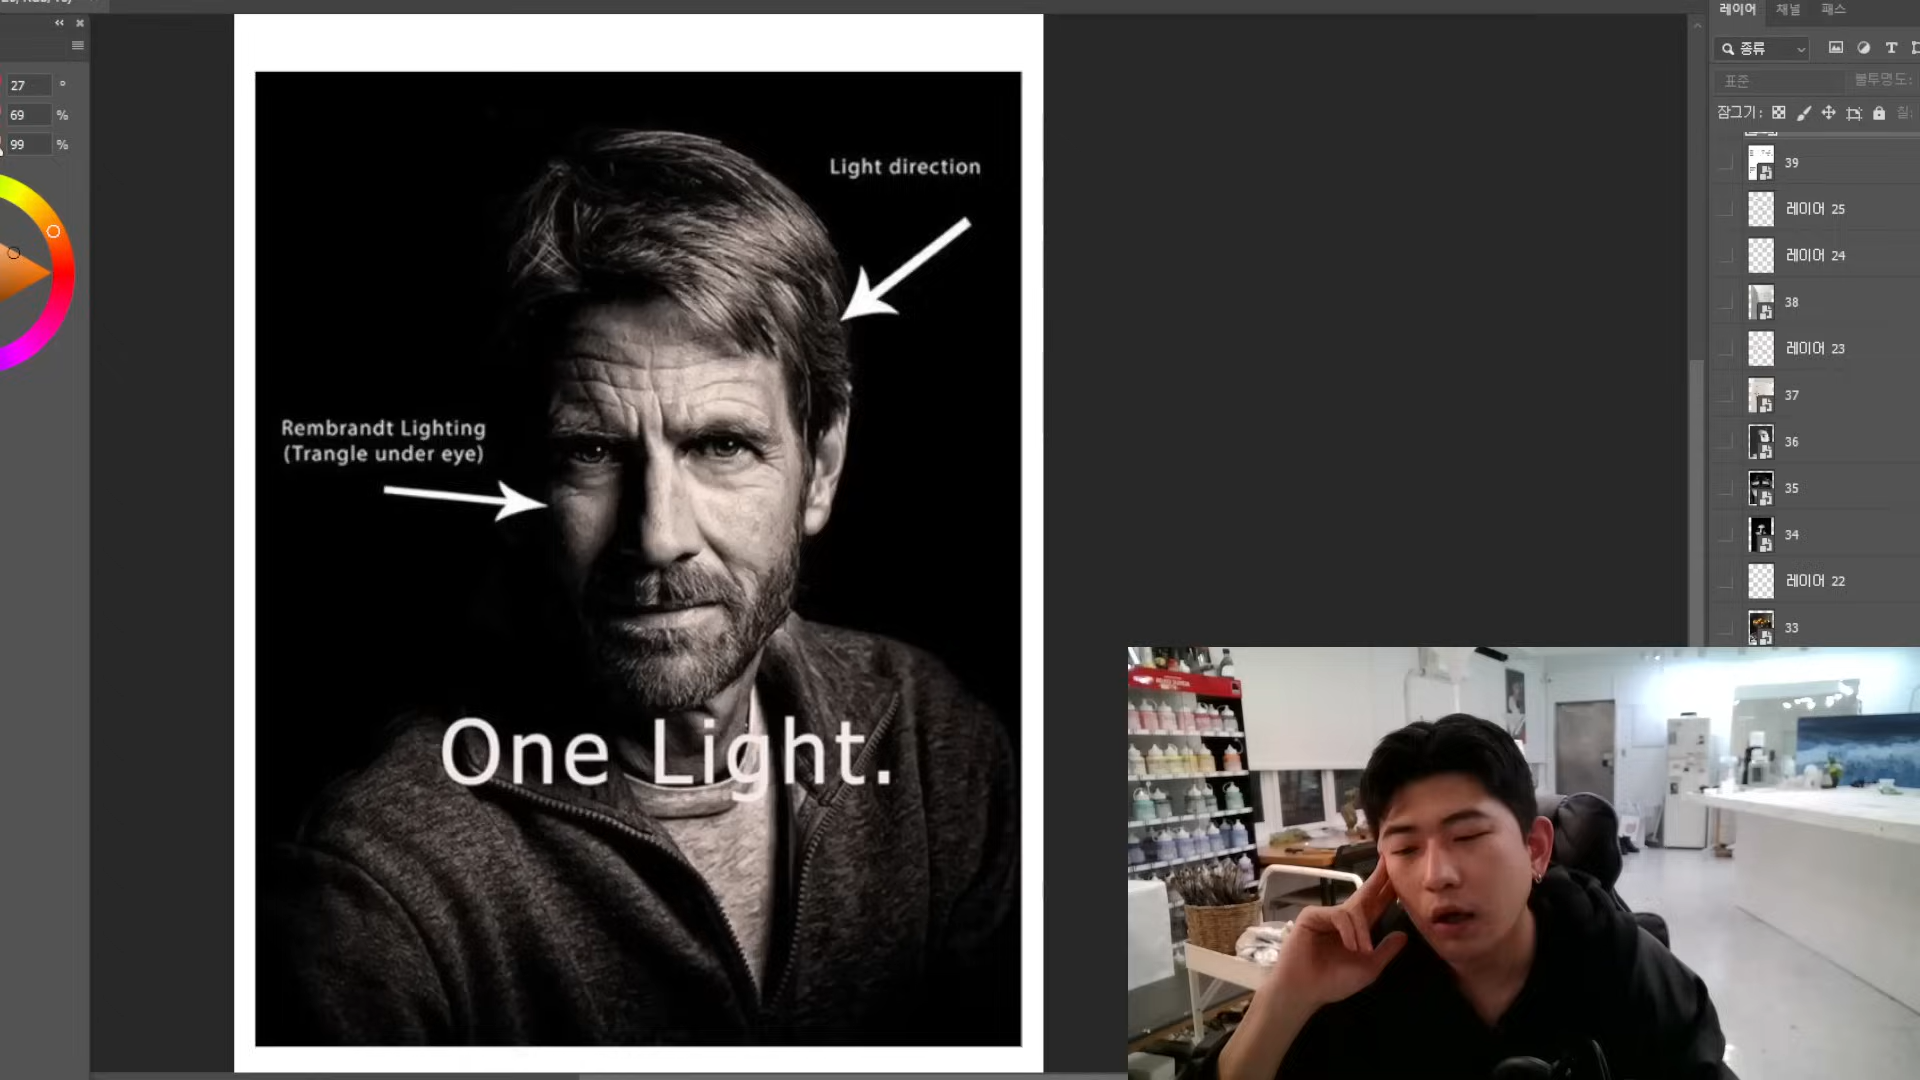 레이어 채널 패스
27 °
69 %
99 %
종류
표준 불투명도:
잠그기: 칠:
Light direction
Rembrandt Lighting
(Trangle under eye)
One Light.
39
레이어 25
레이어 24
38
레이어 23
37
36
35
34
레이어 22
33